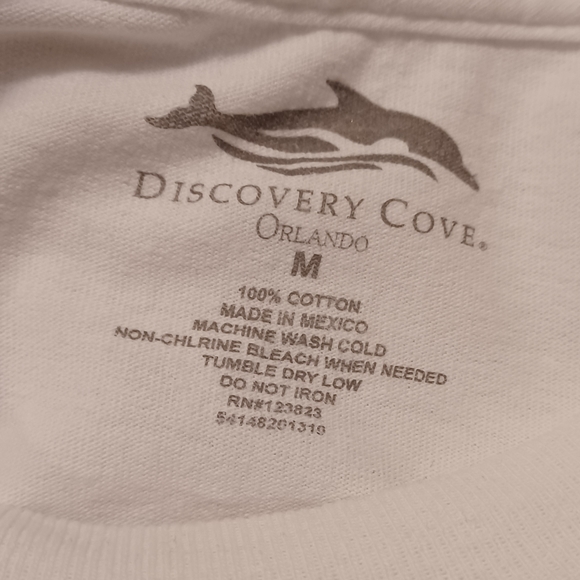 DISCOVERY COVE®
ORLANDO
M
100% COTTON
MADE IN MEXICO
MACHINE WASH COLD
NON-CHLRINE BLEACH WHEN NEEDED
TUMBLE DRY LOW
DO NOT IRON
RN#123823
54148201319